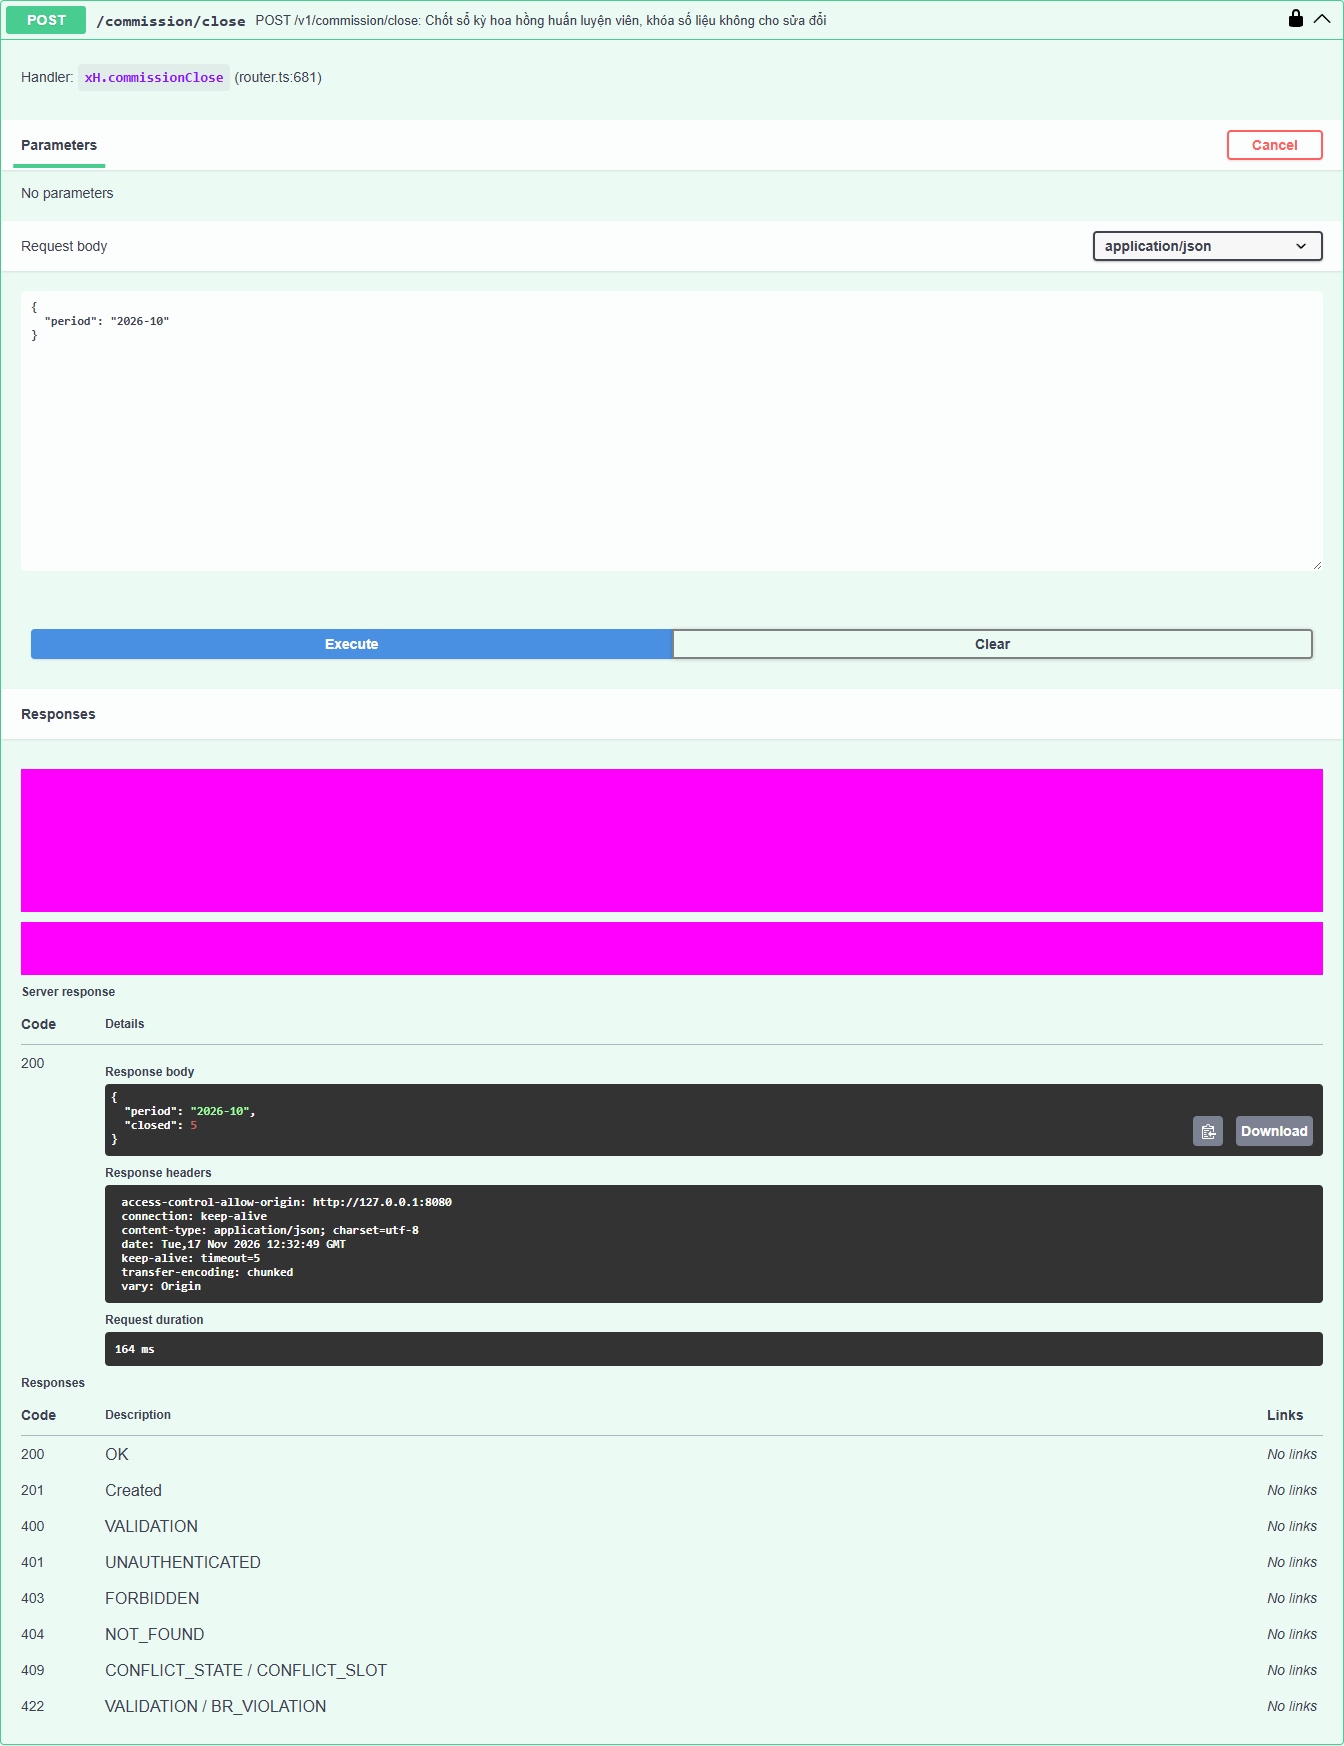 POST /commission/close POST /v1/commission/close: Chốt sổ kỳ hoa hồng huấn luyện viên, khóa số liệu không cho sửa đổi
Handler: xH.commissionClose (router.ts:681)
Parameters Cancel
No parameters
Request body application/json
{
  "period": "2026-10"
}
Execute Clear
Responses
Server response
Code Details
200
Response body
{
  "period": "2026-10",
  "closed": 5
}
Download
Response headers
access-control-allow-origin: http://127.0.0.1:8080
connection: keep-alive
content-type: application/json; charset=utf-8
date: Tue,17 Nov 2026 12:32:49 GMT
keep-alive: timeout=5
transfer-encoding: chunked
vary: Origin
Request duration
164 ms
Responses
Code Description Links
200 OK No links
201 Created No links
400 VALIDATION No links
401 UNAUTHENTICATED No links
403 FORBIDDEN No links
404 NOT_FOUND No links
409 CONFLICT_STATE / CONFLICT_SLOT No links
422 VALIDATION / BR_VIOLATION No links